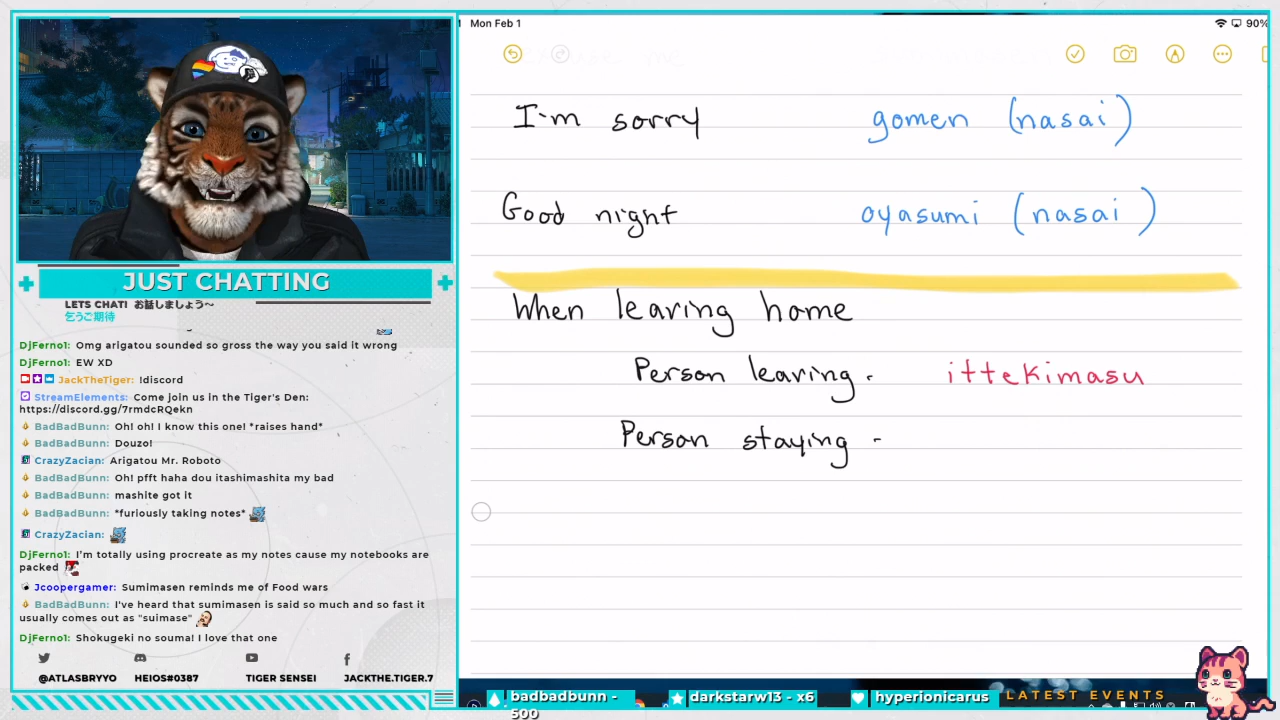 Mon Feb 1
90%
I'm sorry gomen (nasai)
Good night oyasumi (nasai)
When leaving home
Person leaving - ittekimasu
Person staying -
JUST CHATTING
LETS CHAT! お話しましょう～
乞うご期待
DjFerno1: Omg arigatou sounded so gross the way you said it wrong
DjFerno1: EW XD
JackTheTiger: !discord
StreamElements: Come join us in the Tiger's Den:
https://discord.gg/7rmdcRQekn
BadBadBunn: Oh! oh! I know this one! *raises hand*
BadBadBunn: Douzo!
CrazyZacian: Arigatou Mr. Roboto
BadBadBunn: Oh! pfft haha dou itashimashita my bad
BadBadBunn: mashite got it
BadBadBunn: *furiously taking notes*
CrazyZacian:
DjFerno1: I'm totally using procreate as my notes cause my notebooks are
packed
Jcoopergamer: Sumimasen reminds me of Food wars
BadBadBunn: I've heard that sumimasen is said so much and so fast it
usually comes out as "suimase"
DjFerno1: Shokugeki no souma! I love that one
@ATLASBRYYO HEIOS#0387 TIGER SENSEI JACKTHE.TIGER.7
badbadbunn - 500
darkstarw13 - x6
hyperionicarus
LATEST EVENTS